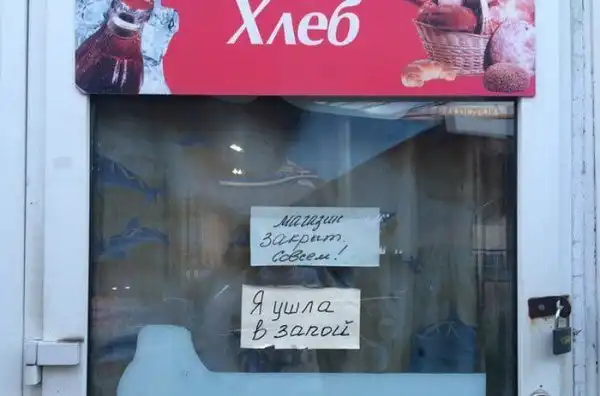 Хлеб
магазин
закрыт.
совсем!
Я ушла
в запой